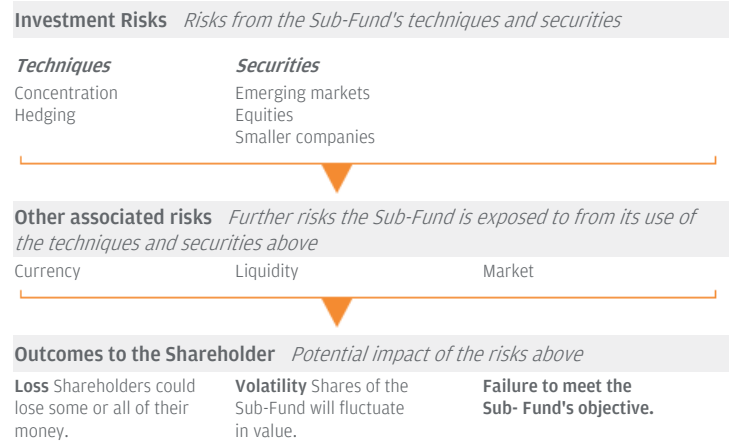 Investment Risks Risks from the Sub-Fund's techniques and securities
Techniques Securities
Concentration Emerging markets
Hedging Equities
Smaller companies
Other associated risks Further risks the Sub-Fund is exposed to from its use of
the techniques and securities above
Currency Liquidity Market
Outcomes to the Shareholder Potential impact of the risks above
Loss Shareholders could Volatility Shares of the Failure to meet the
lose some or all of their Sub-Fund will fluctuate Sub- Fund's objective.
money. in value.